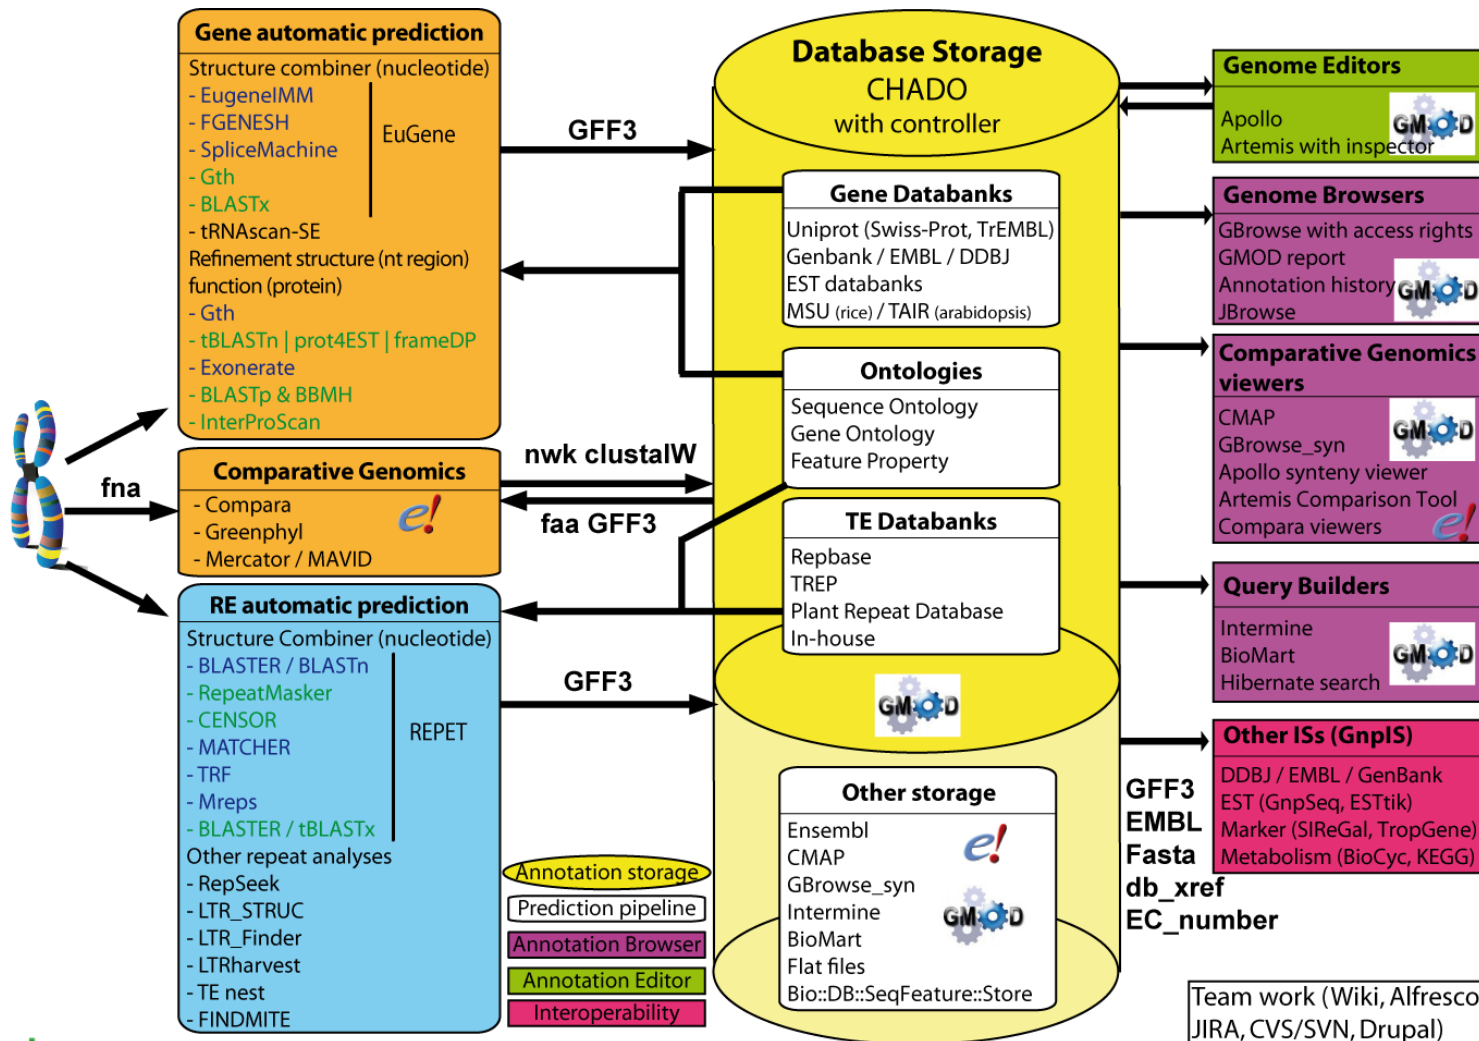 Gene automatic prediction
Structure combiner (nucleotide)
- EugeneIMM
- FGENESH
- SpliceMachine
- Gth
- BLASTx
EuGene
- tRNAscan-SE
Refinement structure (nt region)
function (protein)
- Gth
- tBLASTn | prot4EST | frameDP
- Exonerate
- BLASTp & BBMH
- InterProScan
fna
Comparative Genomics
- Compara
- Greenphyl
- Mercator / MAVID
e!
RE automatic prediction
Structure Combiner (nucleotide)
- BLASTER / BLASTn
- RepeatMasker
- CENSOR
- MATCHER
- TRF
- Mreps
- BLASTER / tBLASTx
REPET
Other repeat analyses
- RepSeek
- LTR_STRUC
- LTR_Finder
- LTRharvest
- TE nest
- FINDMITE
GFF3
nwk clustalW
faa GFF3
GFF3
Annotation storage
Prediction pipeline
Annotation Browser
Annotation Editor
Interoperability
Database Storage
CHADO
with controller
Gene Databanks
Uniprot (Swiss-Prot, TrEMBL)
Genbank / EMBL / DDBJ
EST databanks
MSU (rice) / TAIR (arabidopsis)
Ontologies
Sequence Ontology
Gene Ontology
Feature Property
TE Databanks
Repbase
TREP
Plant Repeat Database
In-house
GMOD
Other storage
Ensembl
CMAP
GBrowse_syn
Intermine
BioMart
Flat files
Bio::DB::SeqFeature::Store
e!
GMOD
Genome Editors
Apollo
Artemis with inspector
GMOD
Genome Browsers
GBrowse with access rights
GMOD report
Annotation history
JBrowse
GMOD
Comparative Genomics
viewers
CMAP
GBrowse_syn
Apollo synteny viewer
Artemis Comparison Tool
Compara viewers
GMOD
e!
Query Builders
Intermine
BioMart
Hibernate search
GMOD
Other ISs (GnpIS)
DDBJ / EMBL / GenBank
EST (GnpSeq, ESTtik)
Marker (SIReGal, TropGene)
Metabolism (BioCyc, KEGG)
GFF3
EMBL
Fasta
db_xref
EC_number
Team work (Wiki, Alfresco
JIRA, CVS/SVN, Drupal)